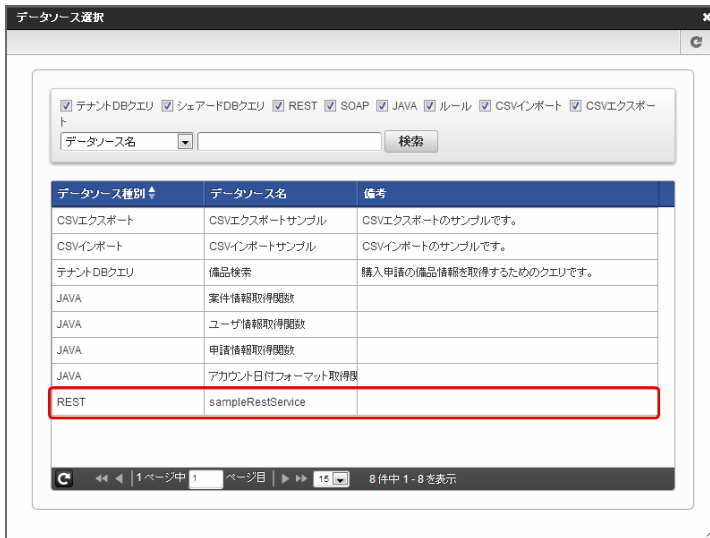 データソース選択
テナントDBクエリ シェアードDBクエリ REST SOAP JAVA ルール CSVインポート CSVエクスポー
ト
データソース名 検索
データソース種別 データソース名 備考
CSVエクスポート CSVエクスポートサンプル CSVエクスポートのサンプルです。
CSVインポート CSVインポートサンプル CSVインポートのサンプルです。
テナントDBクエリ 備品検索 購入申請の備品情報を取得するためのクエリです。
JAVA 案件情報取得関数
JAVA ユーザ情報取得関数
JAVA 申請情報取得関数
JAVA アカウント日付フォーマット取得関
REST sampleRestService
1ページ中 1 ページ目 15 8 件中 1 - 8 を表示